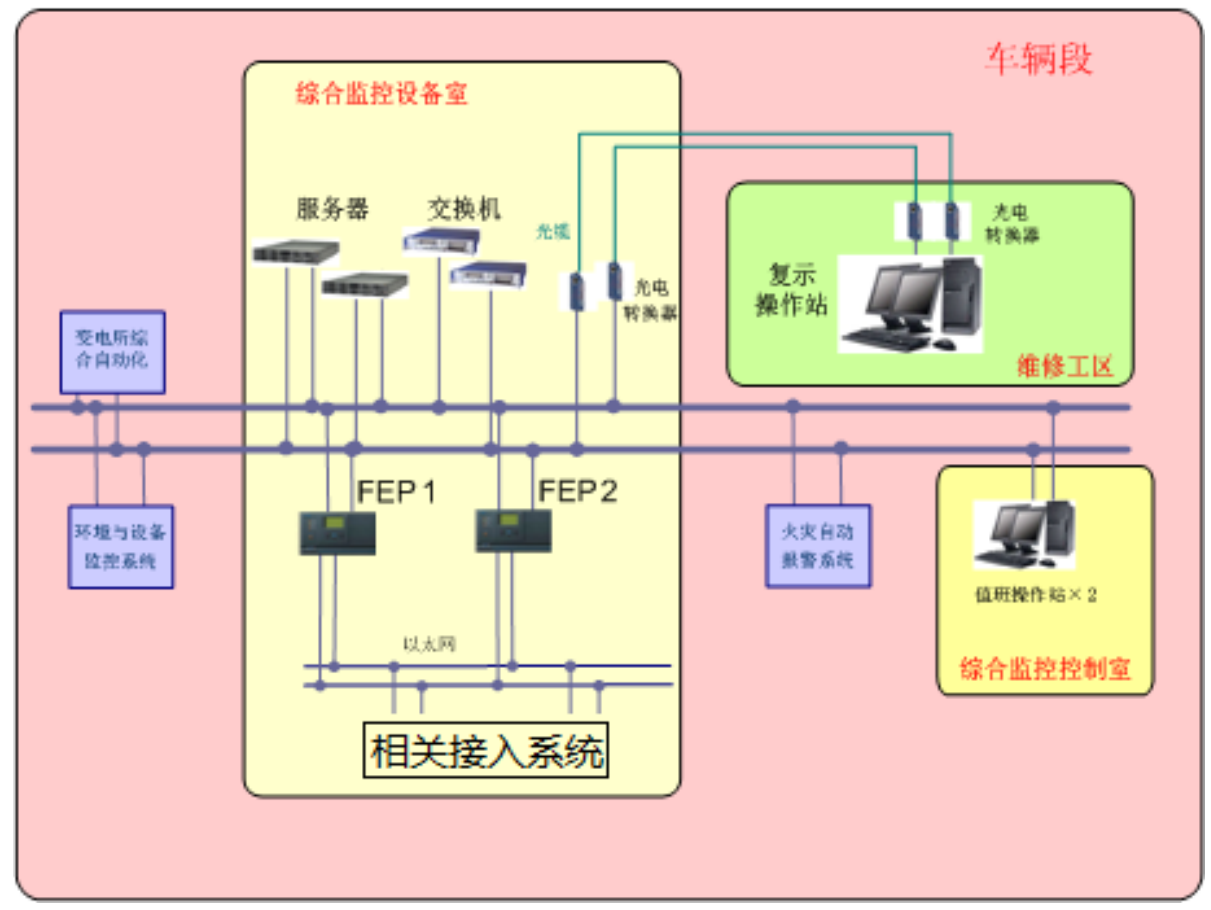 车辆段
综合监控设备室
服务器
交换机
光缆
光电
转换器
光电
转换器
复示
操作站
维修工区
变电所综
合自动化
FEP1
FEP2
环境与设备
监控系统
火灾自动
报警系统
值班操作站×2
以太网
综合监控控制室
相关接入系统